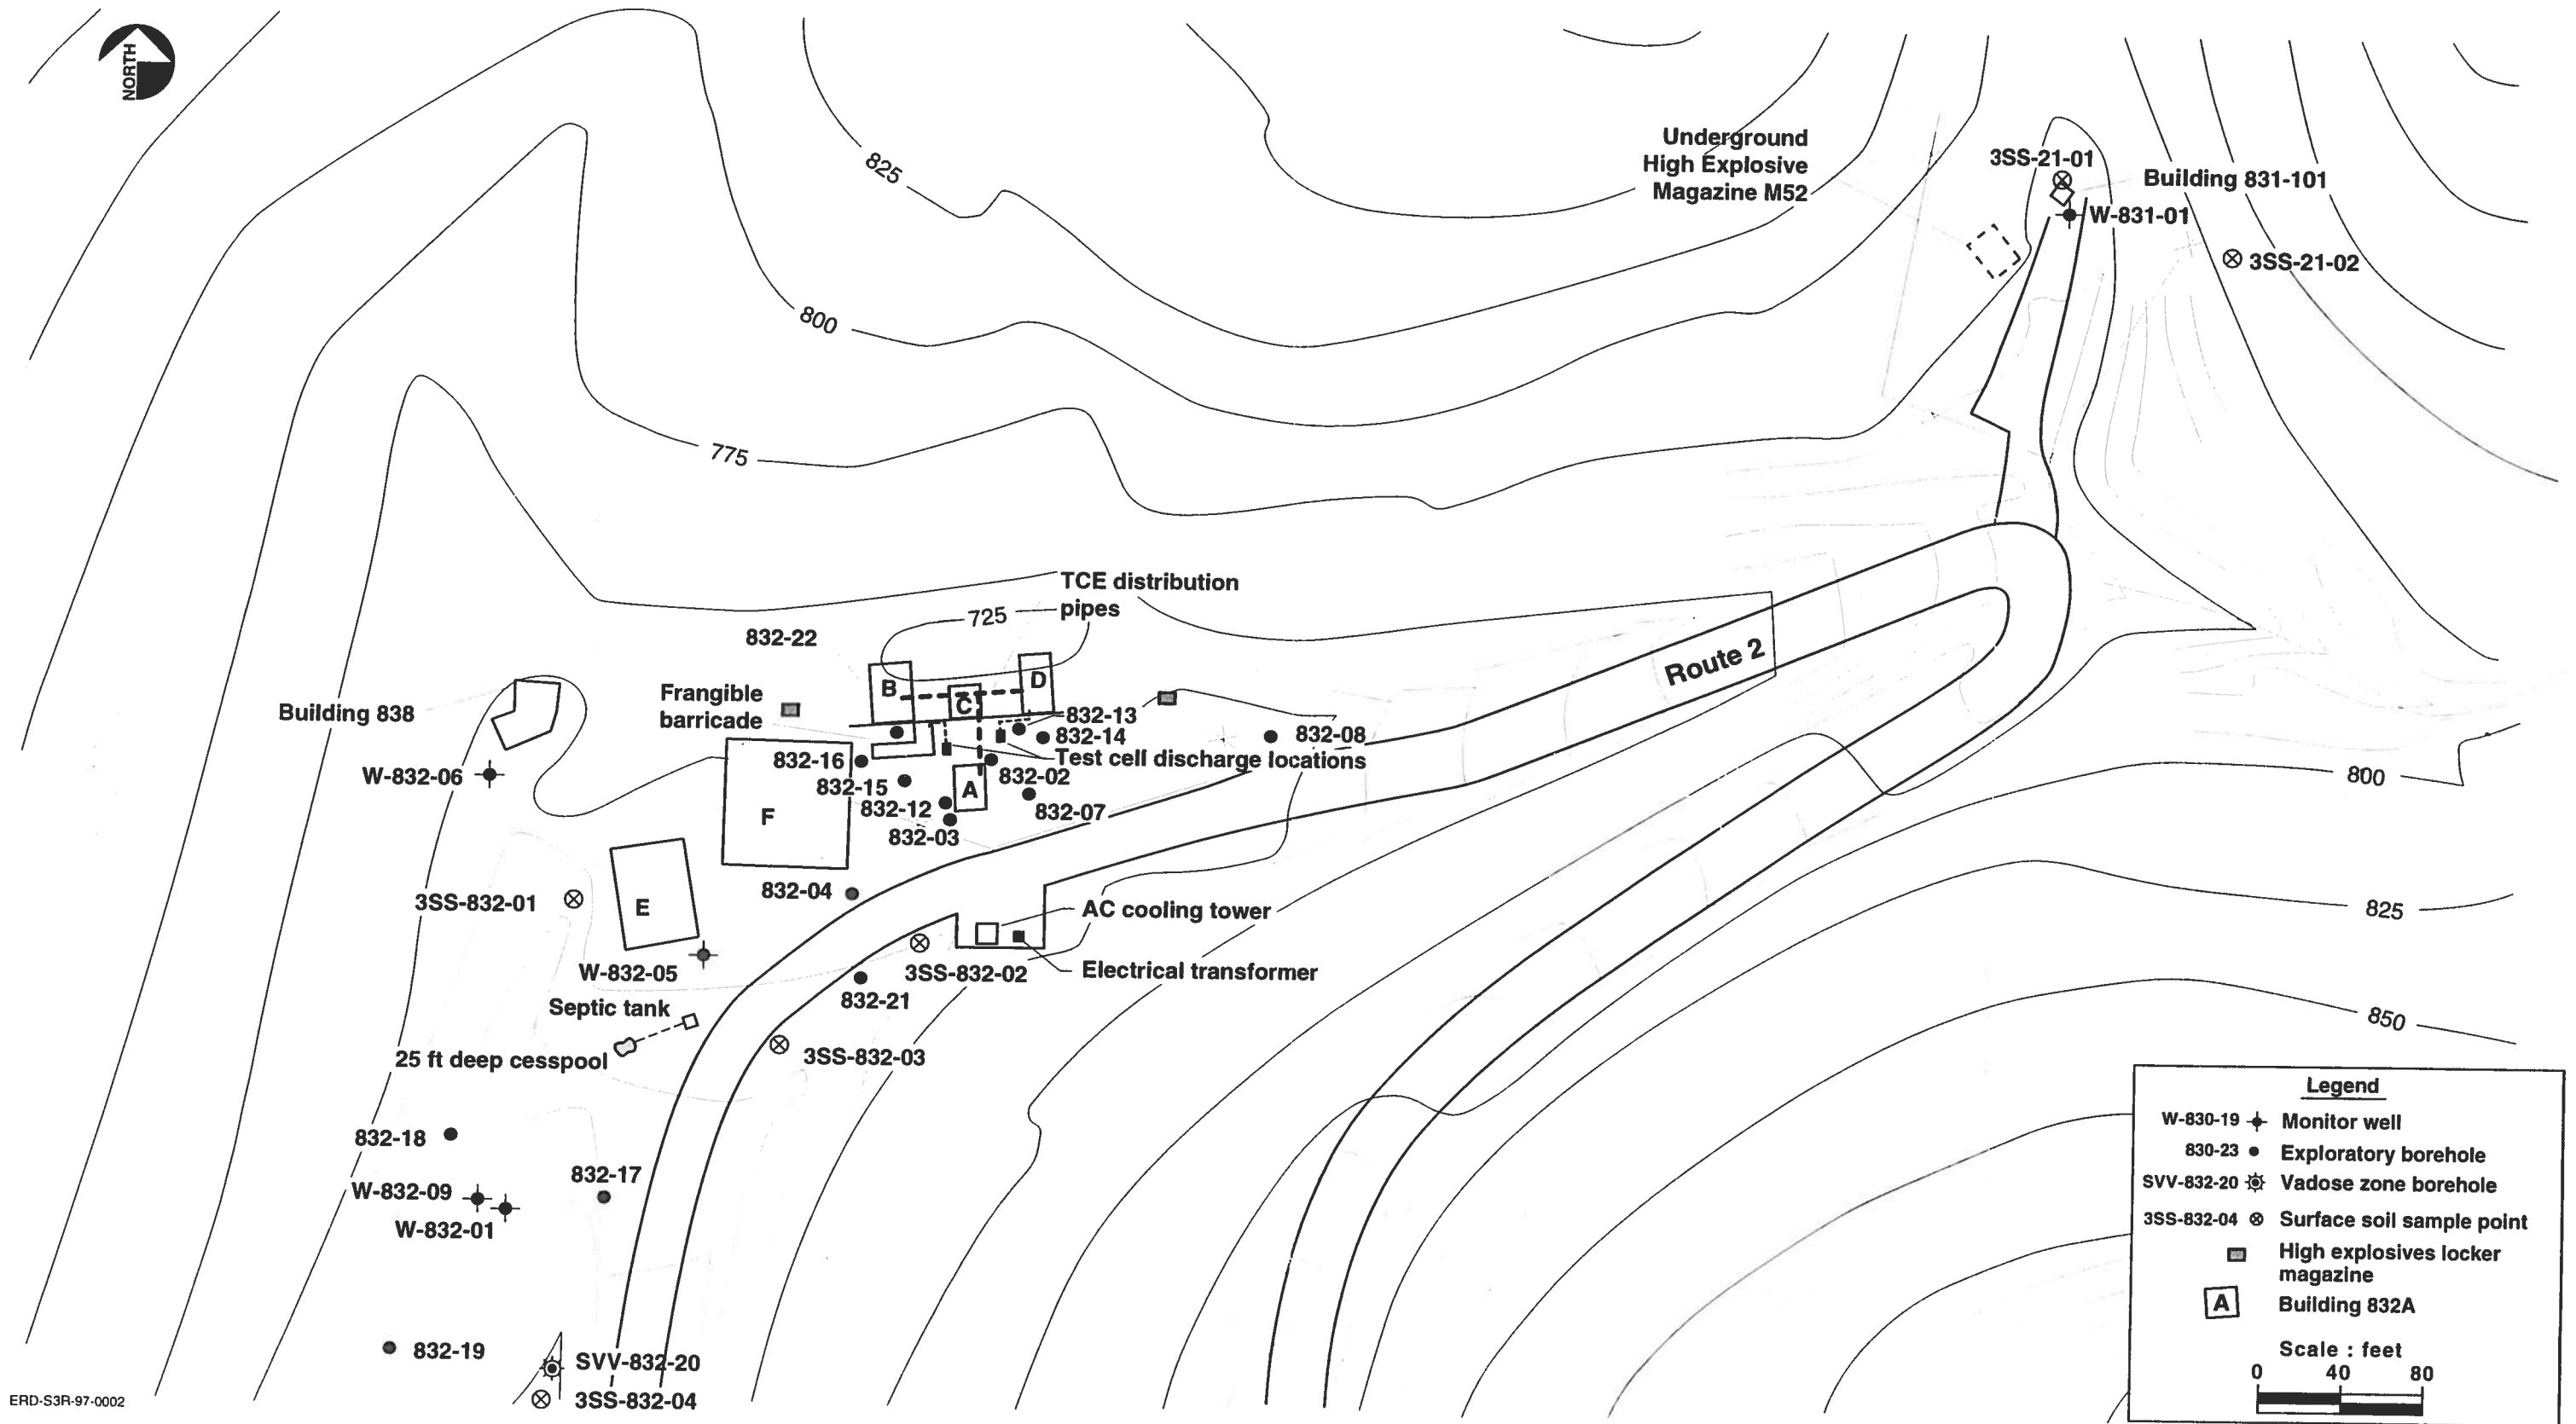 NORTH
825
Underground
High Explosive
Magazine M52
3SS-21-01
Building 831-101
W-831-01
3SS-21-02
800
775
TCE distribution
pipes
725
832-22
B
D
C
Frangible
barricade
Building 838
Route 2
832-13
832-14
832-08
Test cell discharge locations
832-16
832-02
W-832-06
832-15
A
832-12
832-07
F
832-03
800
832-04
3SS-832-01
E
AC cooling tower
825
W-832-05
3SS-832-02
Electrical transformer
832-21
Septic tank
850
25 ft deep cesspool
3SS-832-03
832-18
832-17
W-832-09
W-832-01
832-19
SVV-832-20
3SS-832-04
ERD-S3R-97-0002
Legend
W-830-19 Monitor well
830-23 Exploratory borehole
SVV-832-20 Vadose zone borehole
3SS-832-04 Surface soil sample point
High explosives locker
magazine
A Building 832A
Scale : feet
0 40 80